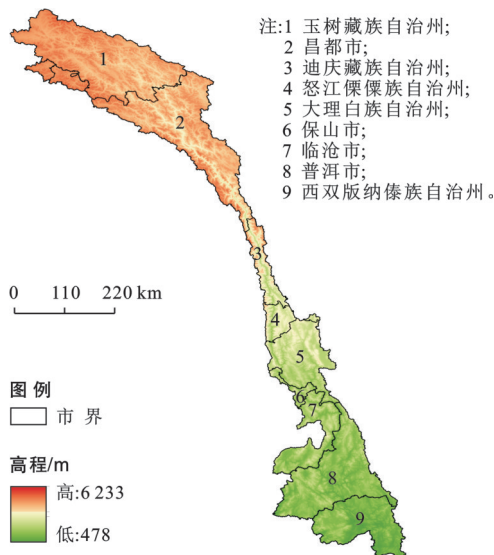 注:1 玉树藏族自治州;
2 昌都市;
3 迪庆藏族自治州;
4 怒江傈僳族自治州;
5 大理白族自治州;
6 保山市;
7 临沧市;
8 普洱市;
9 西双版纳傣族自治州。
1
2
3
4
5
6
7
8
9
0 110 220 km
图例
市界
高程/m
高:6 233
低:478